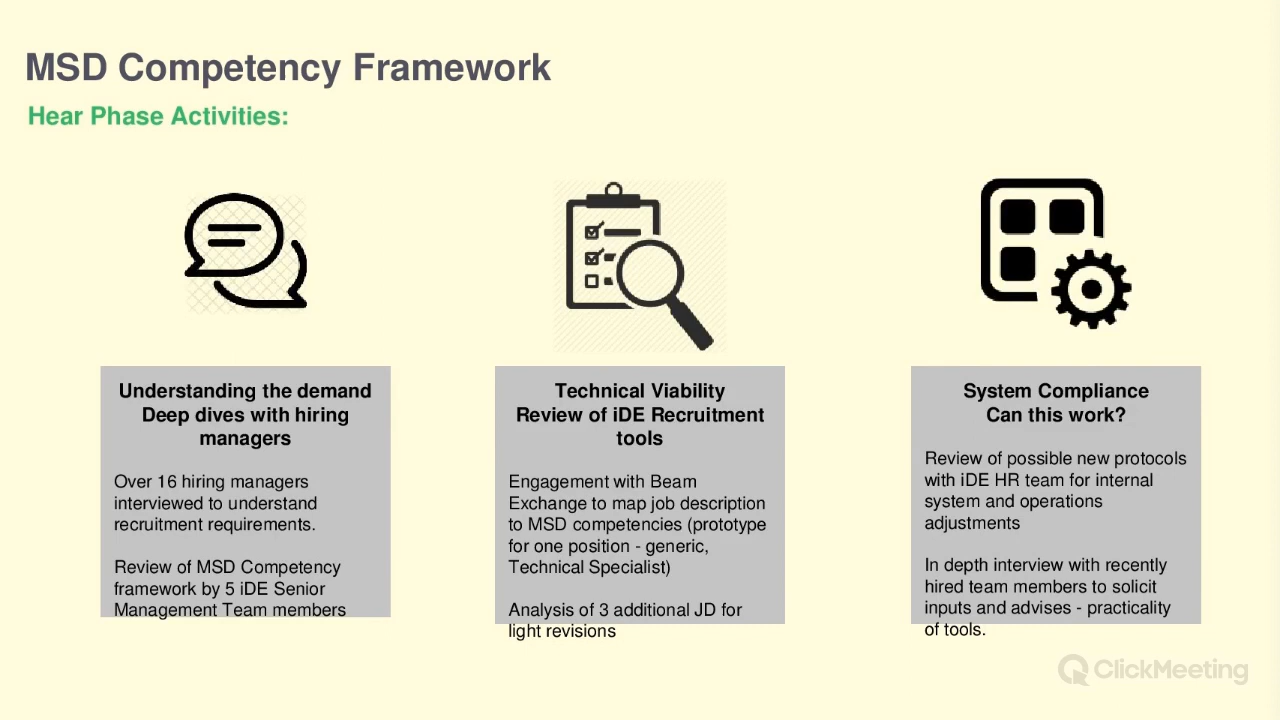 MSD Competency Framework
Hear Phase Activities:
Understanding the demand
Deep dives with hiring
managers
Over 16 hiring managers
interviewed to understand
recruitment requirements.
Review of MSD Competency
framework by 5 iDE Senior
Management Team members
Technical Viability
Review of iDE Recruitment
tools
Engagement with Beam
Exchange to map job description
to MSD competencies (prototype
for one position - generic,
Technical Specialist)
Analysis of 3 additional JD for
light revisions
System Compliance
Can this work?
Review of possible new protocols
with iDE HR team for internal
system and operations
adjustments
In depth interview with recently
hired team members to solicit
inputs and advises - practicality
of tools.
ClickMeeting